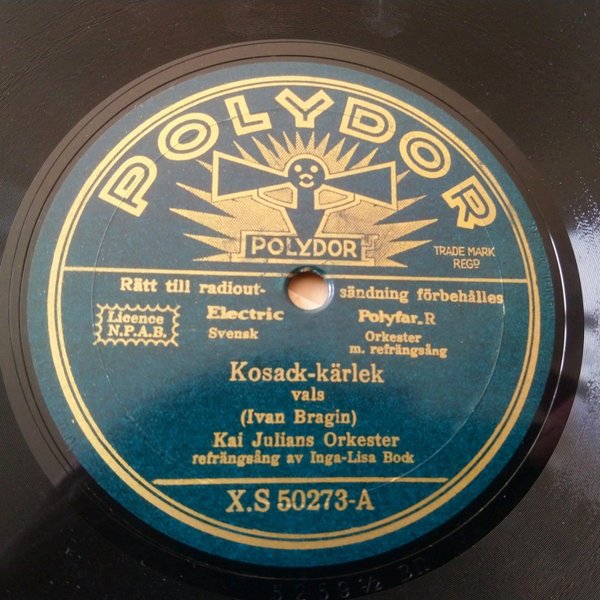 POLYDOR
POLYDOR
TRADE MARK
REGD
Rätt till radiout- sändning förbehålles
Licence
N.P.A.B.
Electric
Svensk
Polyfar.R
Orkester
m. refrängsång
Kosack-kärlek
vals
(Ivan Bragin)
Kai Julians Orkester
refrängsång av Inga-Lisa Bock
X.S 50273-A